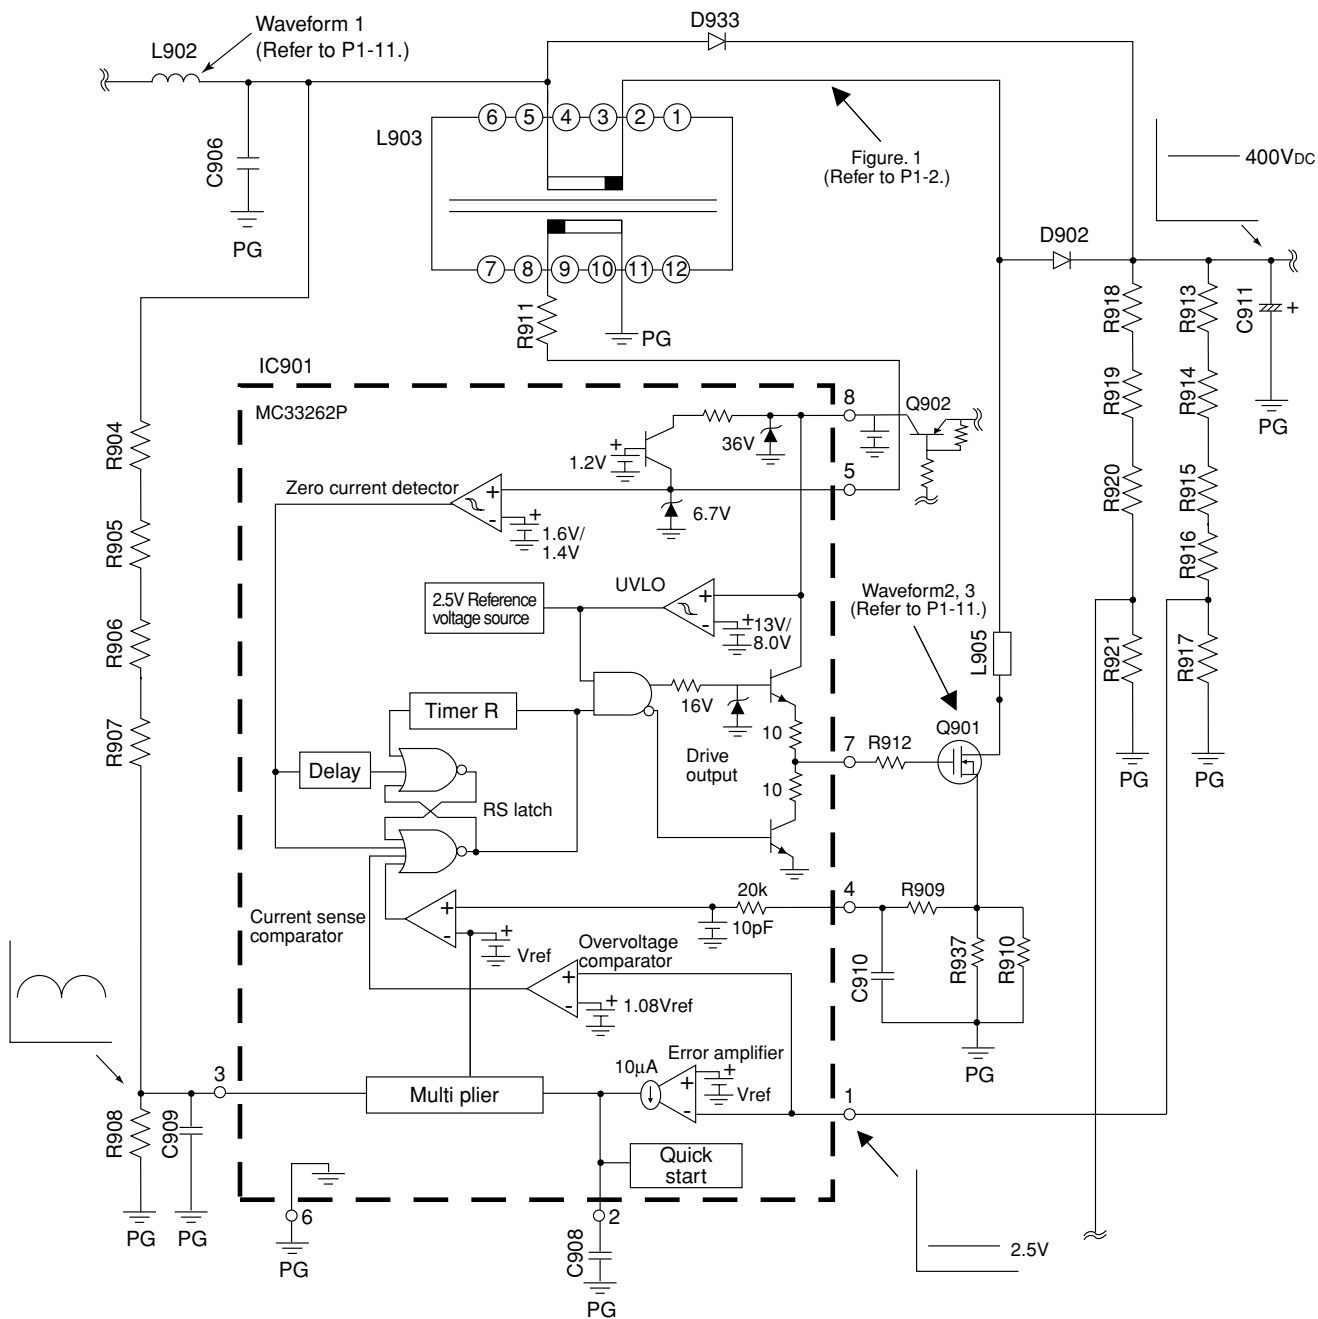 Waveform 1
(Refer to P1-11.)
L902
D933
C906
PG
L903
6 5 4 3 2 1
7 8 9 10 11 12
Figure. 1
(Refer to P1-2.)
400VDC
D902
R911
PG
R918
R913
C911
+
R919
R914
PG
R920
R915
R916
R921
R917
PG
PG
IC901
MC33262P
8
Q902
36V
1.2V
+
5
Zero current detector
+
-
+
1.6V/
1.4V
6.7V
R904
R905
R906
R907
UVLO
2.5V Reference
voltage source
+
-
+
13V/
8.0V
Waveform2, 3
(Refer to P1-11.)
L905
Q901
16V
Timer R
10
Drive
output
7
R912
Delay
10
RS latch
20k
4
R909
10pF
Current sense
comparator
+
-
+
Vref
Overvoltage
comparator
+
-
+
1.08Vref
C910
R937
R910
PG
3
Multi plier
10µA
Error amplifier
+
-
+
Vref
1
R908
C909
Quick
start
PG
PG
6
PG
2
C908
PG
2.5V